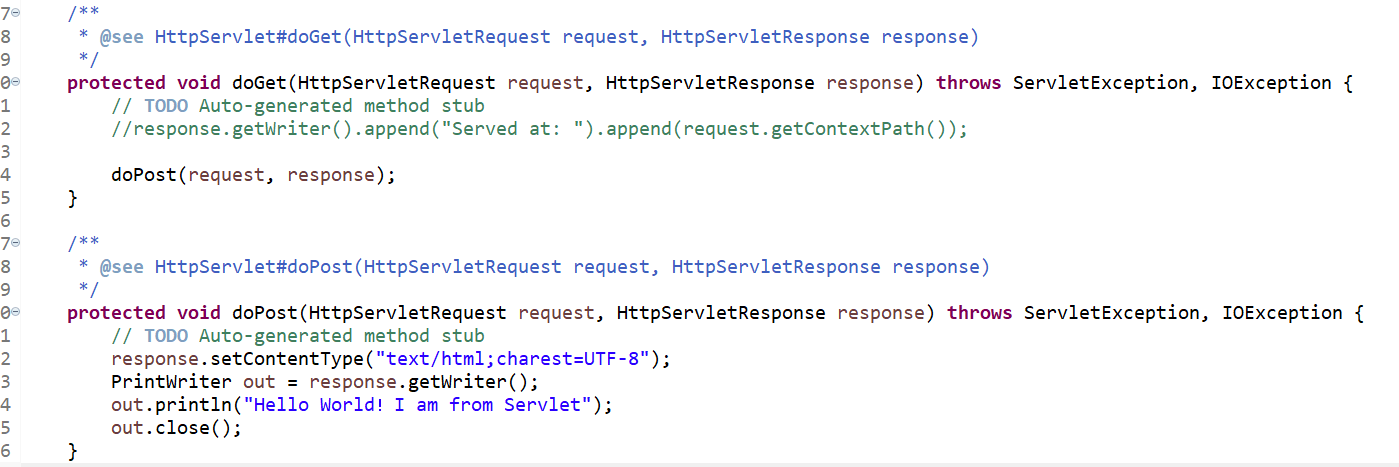 7 /**
8 * @see HttpServlet#doGet(HttpServletRequest request, HttpServletResponse response)
9 */
0 protected void doGet(HttpServletRequest request, HttpServletResponse response) throws ServletException, IOException {
1 // TODO Auto-generated method stub
2 //response.getWriter().append("Served at: ").append(request.getContextPath());
3
4 doPost(request, response);
5 }
6
7 /**
8 * @see HttpServlet#doPost(HttpServletRequest request, HttpServletResponse response)
9 */
0 protected void doPost(HttpServletRequest request, HttpServletResponse response) throws ServletException, IOException {
1 // TODO Auto-generated method stub
2 response.setContentType("text/html;charest=UTF-8");
3 PrintWriter out = response.getWriter();
4 out.println("Hello World! I am from Servlet");
5 out.close();
6 }